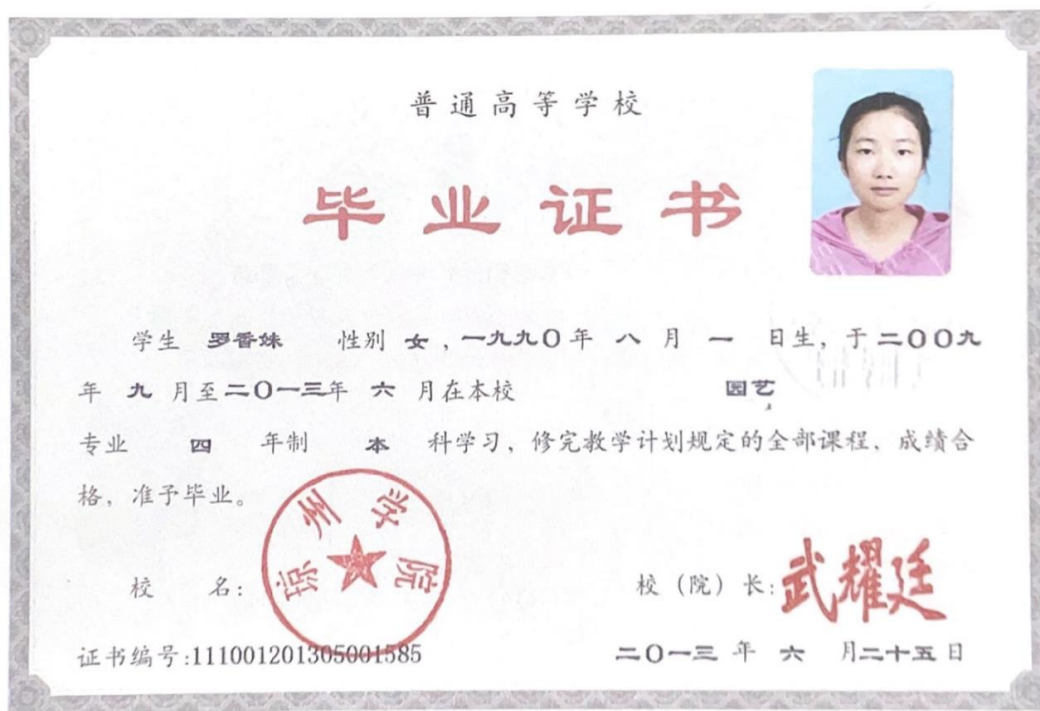 普通高等学校
毕业证书
学生 罗香妹 性别 女,一九九〇年 八 月 一 日生,于二〇〇九
年 九 月至二〇一三年 六 月在本校 园艺
专业 四 年制 本 科学习,修完教学计划规定的全部课程,成绩合
格,准予毕业。
琼州学院
校 名: 校(院)长:武耀廷
证书编号:111001201305001585 二〇一三 年 六 月二十五日